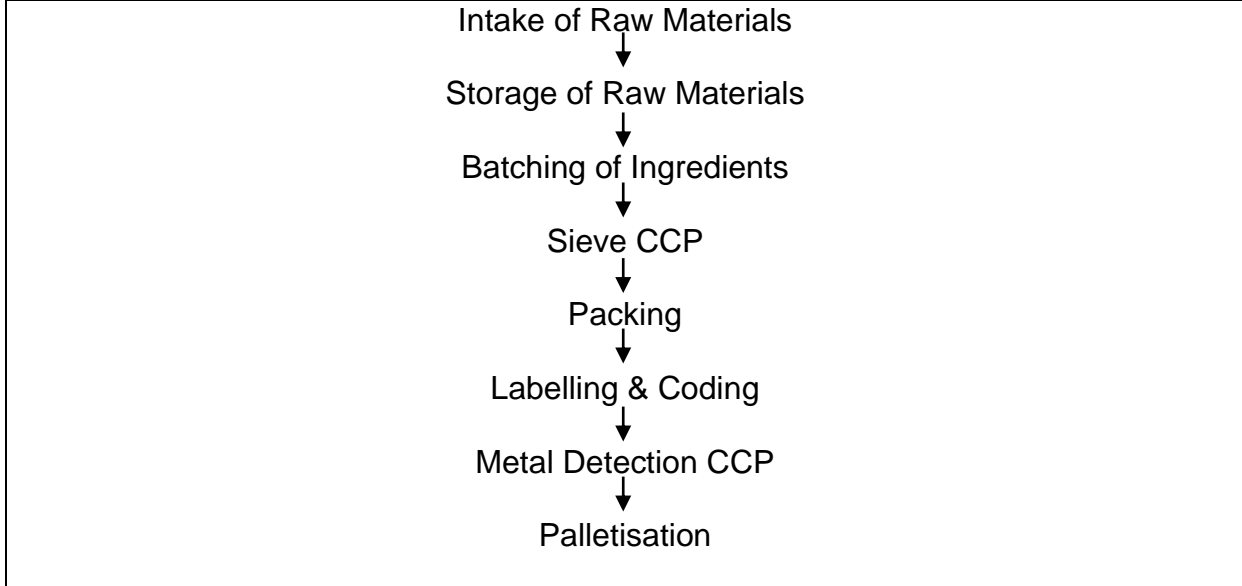 Intake of Raw Materials
Storage of Raw Materials
Batching of Ingredients
Sieve CCP
Packing
Labelling & Coding
Metal Detection CCP
Palletisation